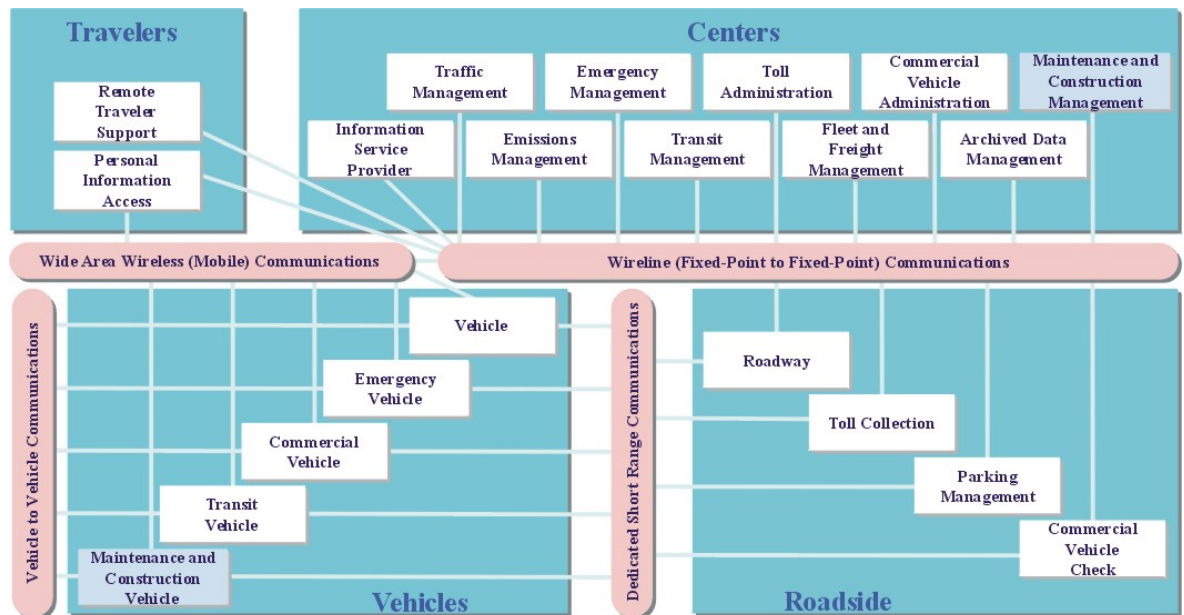 Travelers
Remote
Traveler
Support
Personal
Information
Access
Centers
Traffic
Management
Emergency
Management
Toll
Administration
Commercial
Vehicle
Administration
Maintenance and
Construction
Management
Information
Service
Provider
Emissions
Management
Transit
Management
Fleet and
Freight
Management
Archived Data
Management
Wide Area Wireless (Mobile) Communications
Wireline (Fixed-Point to Fixed-Point) Communications
Vehicle to Vehicle Communications
Vehicle
Emergency
Vehicle
Commercial
Vehicle
Transit
Vehicle
Maintenance and
Construction
Vehicle
Vehicles
Dedicated Short Range Communications
Roadway
Toll Collection
Parking
Management
Commercial
Vehicle
Check
Roadside